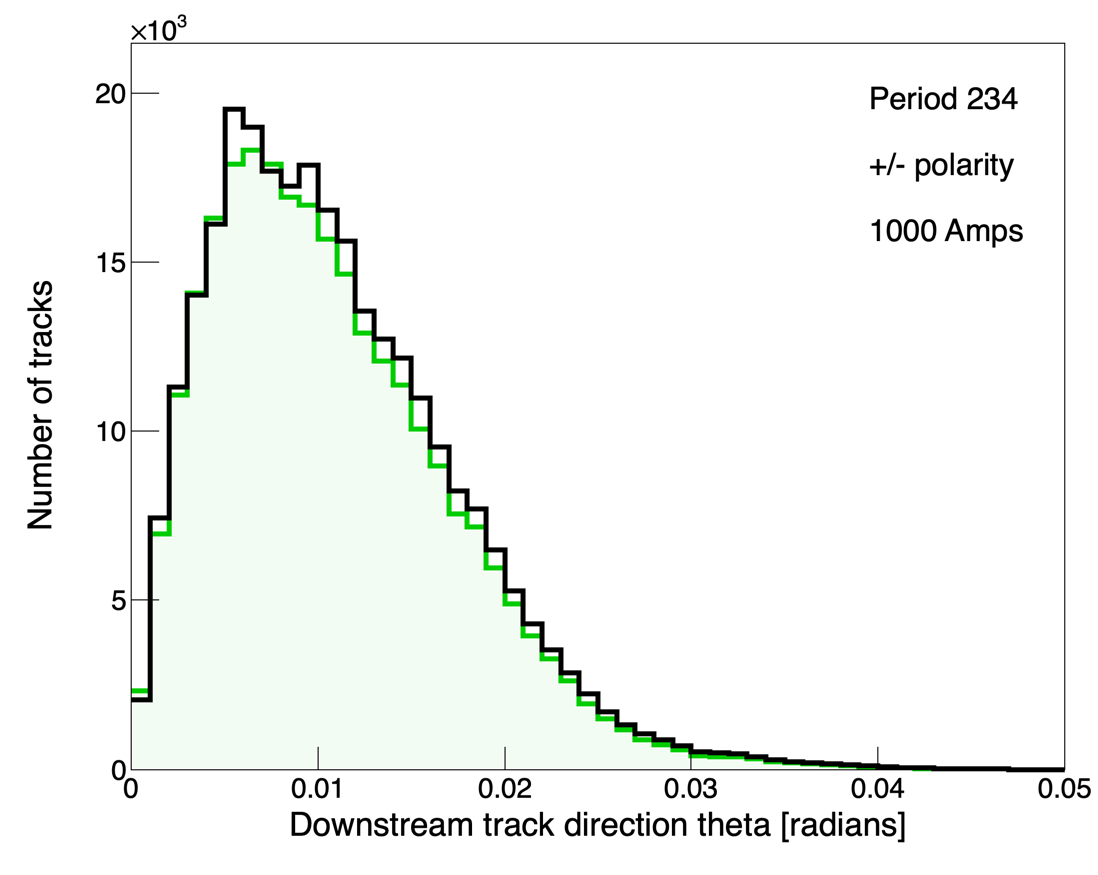 ×10³
20
15
10
5
0
Number of tracks
Period 234
+/- polarity
1000 Amps
0 0.01 0.02 0.03 0.04 0.05
Downstream track direction theta [radians]